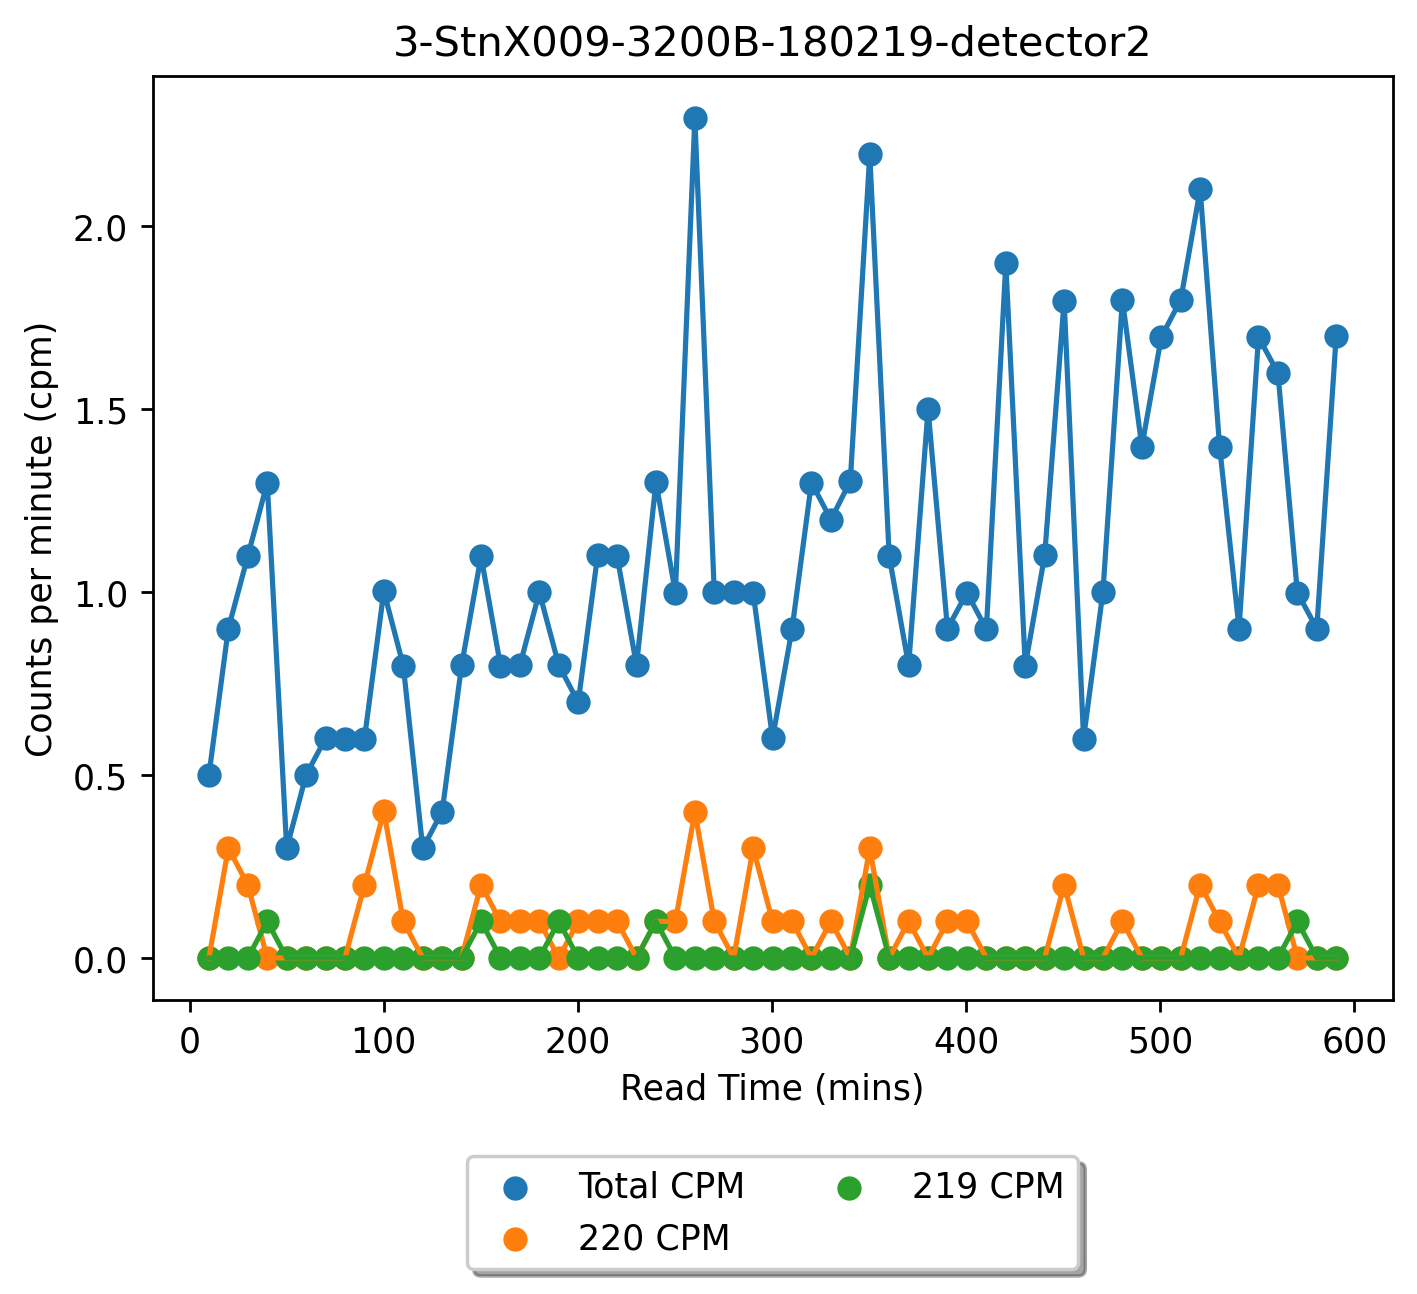 3-StnX009-3200B-180219-detector2
Counts per minute (cpm)
2.0
1.5
1.0
0.5
0.0
0 100 200 300 400 500 600
Read Time (mins)
Total CPM 219 CPM
220 CPM